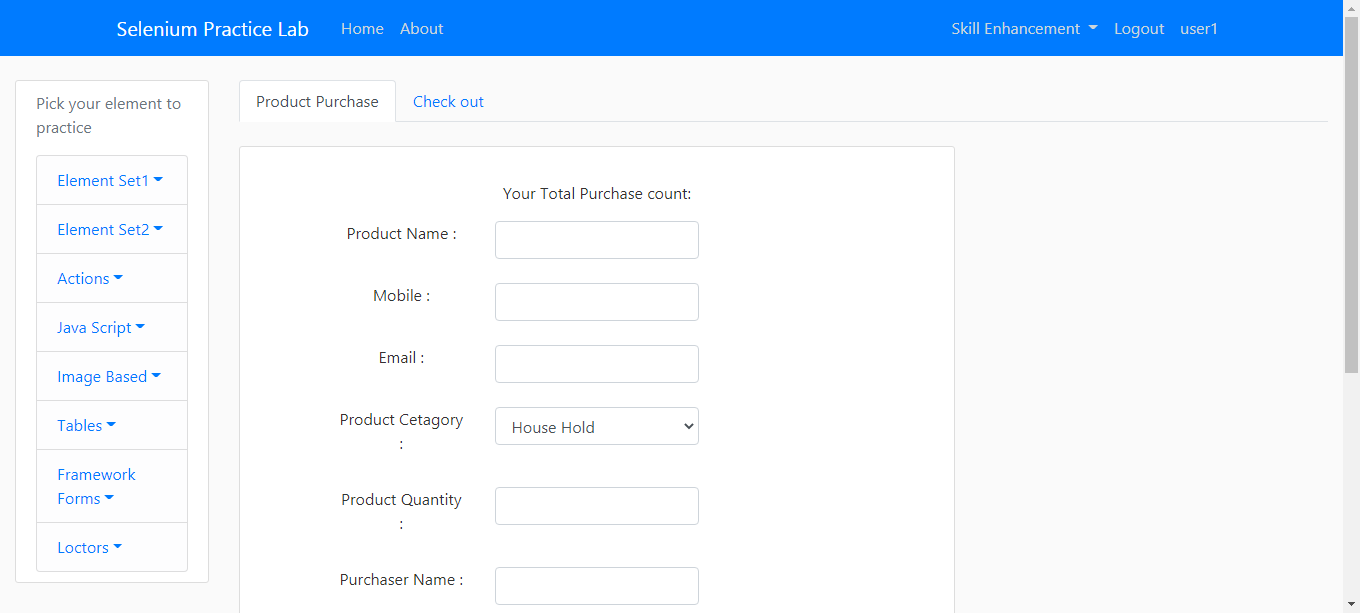 Selenium Practice Lab Home About Skill Enhancement Logout user1
Pick your element to
practice
Element Set1
Element Set2
Actions
Java Script
Image Based
Tables
Framework
Forms
Loctors
Product Purchase Check out
Your Total Purchase count:
Product Name :
Mobile :
Email :
Product Cetagory
:
House Hold
Product Quantity
:
Purchaser Name :